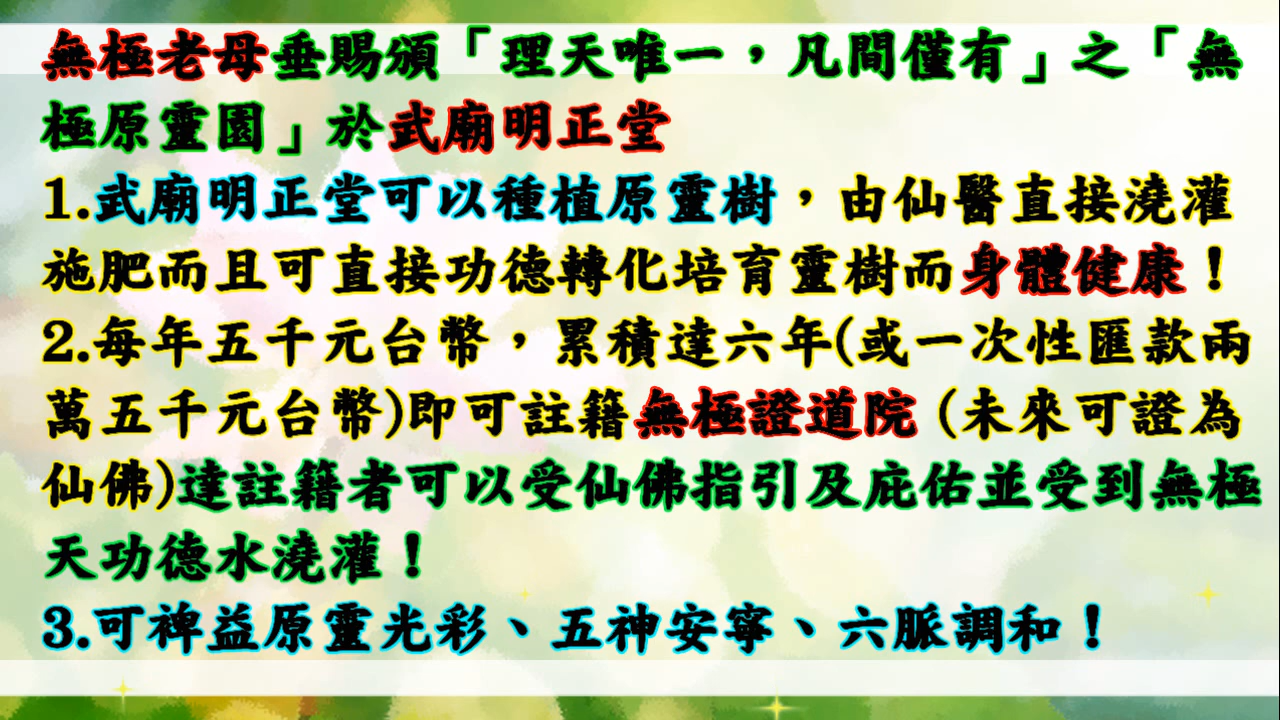 無極老母垂賜頒「理天唯一，凡間僅有」之「無
極原靈園」於武廟明正堂
1.武廟明正堂可以種植原靈樹，由仙醫直接澆灌
施肥而且可直接功德轉化培育靈樹而身體健康！
2.每年五千元台幣，累積達六年(或一次性匯款兩
萬五千元台幣)即可註籍無極證道院 (未來可證為
仙佛)達註籍者可以受仙佛指引及庇佑並受到無極
天功德水澆灌！
3.可裨益原靈光彩、五神安寧、六脈調和！